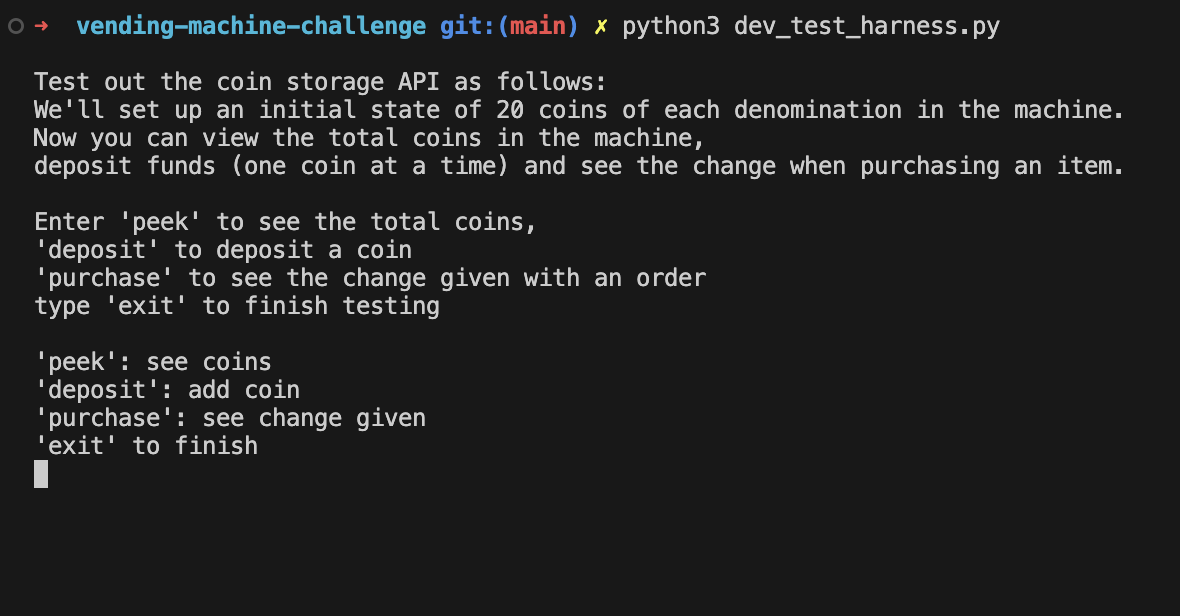 ➜ vending-machine-challenge git:(main) ✗ python3 dev_test_harness.py
Test out the coin storage API as follows:
We'll set up an initial state of 20 coins of each denomination in the machine.
Now you can view the total coins in the machine,
deposit funds (one coin at a time) and see the change when purchasing an item.
Enter 'peek' to see the total coins,
'deposit' to deposit a coin
'purchase' to see the change given with an order
type 'exit' to finish testing
'peek': see coins
'deposit': add coin
'purchase': see change given
'exit' to finish